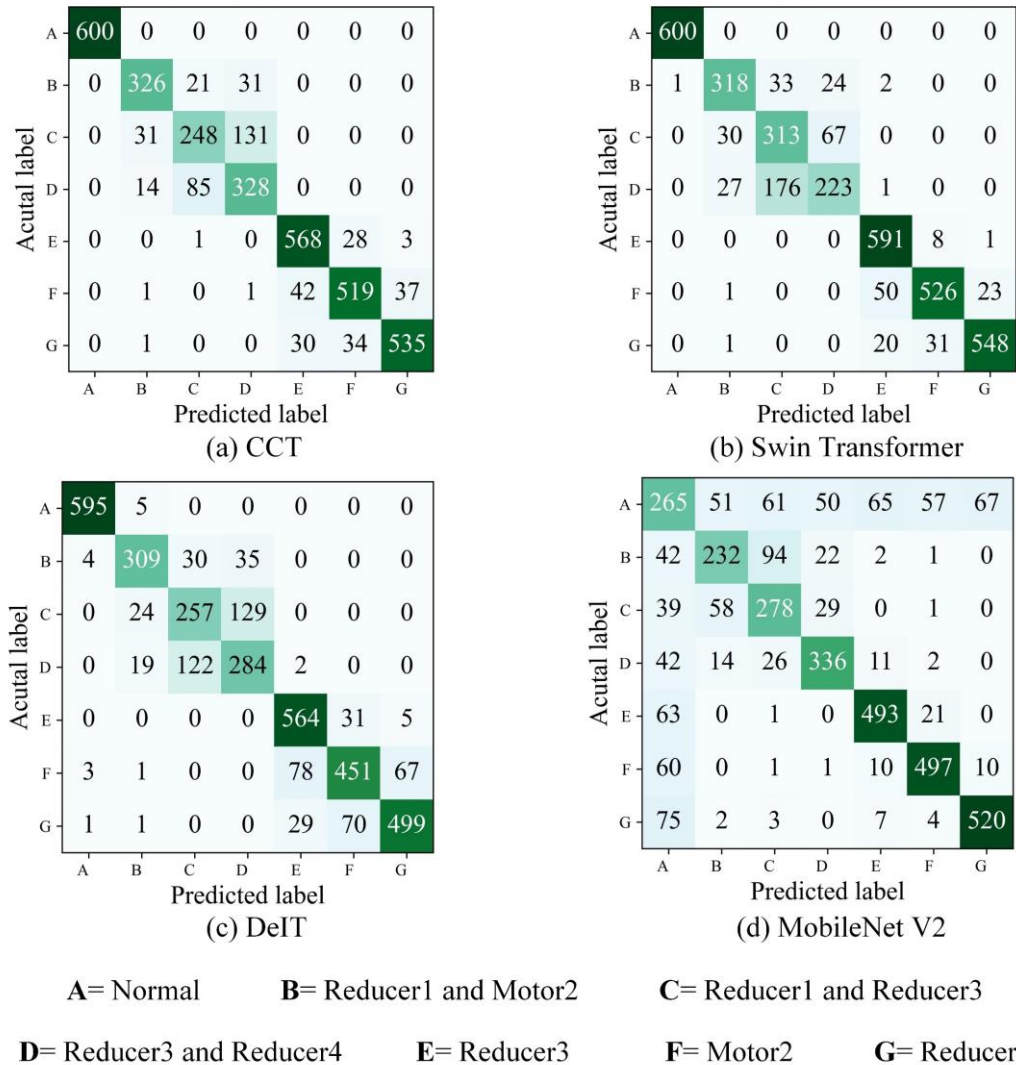 A 600 0 0 0 0 0 0
B 0 326 21 31 0 0 0
C 0 31 248 131 0 0 0
D 0 14 85 328 0 0 0
E 0 0 1 0 568 28 3
F 0 1 0 1 42 519 37
G 0 1 0 0 30 34 535
A B C D E F G
Acutal label
Predicted label
(a) CCT
A 600 0 0 0 0 0 0
B 1 318 33 24 2 0 0
C 0 30 313 67 0 0 0
D 0 27 176 223 1 0 0
E 0 0 0 0 591 8 1
F 0 1 0 0 50 526 23
G 0 1 0 0 20 31 548
A B C D E F G
Acutal label
Predicted label
(b) Swin Transformer
A 595 5 0 0 0 0 0
B 4 309 30 35 0 0 0
C 0 24 257 129 0 0 0
D 0 19 122 284 2 0 0
E 0 0 0 0 564 31 5
F 3 1 0 0 78 451 67
G 1 1 0 0 29 70 499
A B C D E F G
Acutal label
Predicted label
(c) DeIT
A 265 51 61 50 65 57 67
B 42 232 94 22 2 1 0
C 39 58 278 29 0 1 0
D 42 14 26 336 11 2 0
E 63 0 1 0 493 21 0
F 60 0 1 1 10 497 10
G 75 2 3 0 7 4 520
A B C D E F G
Acutal label
Predicted label
(d) MobileNet V2
A= Normal B= Reducer1 and Motor2 C= Reducer1 and Reducer3
D= Reducer3 and Reducer4 E= Reducer3 F= Motor2 G= Reducer